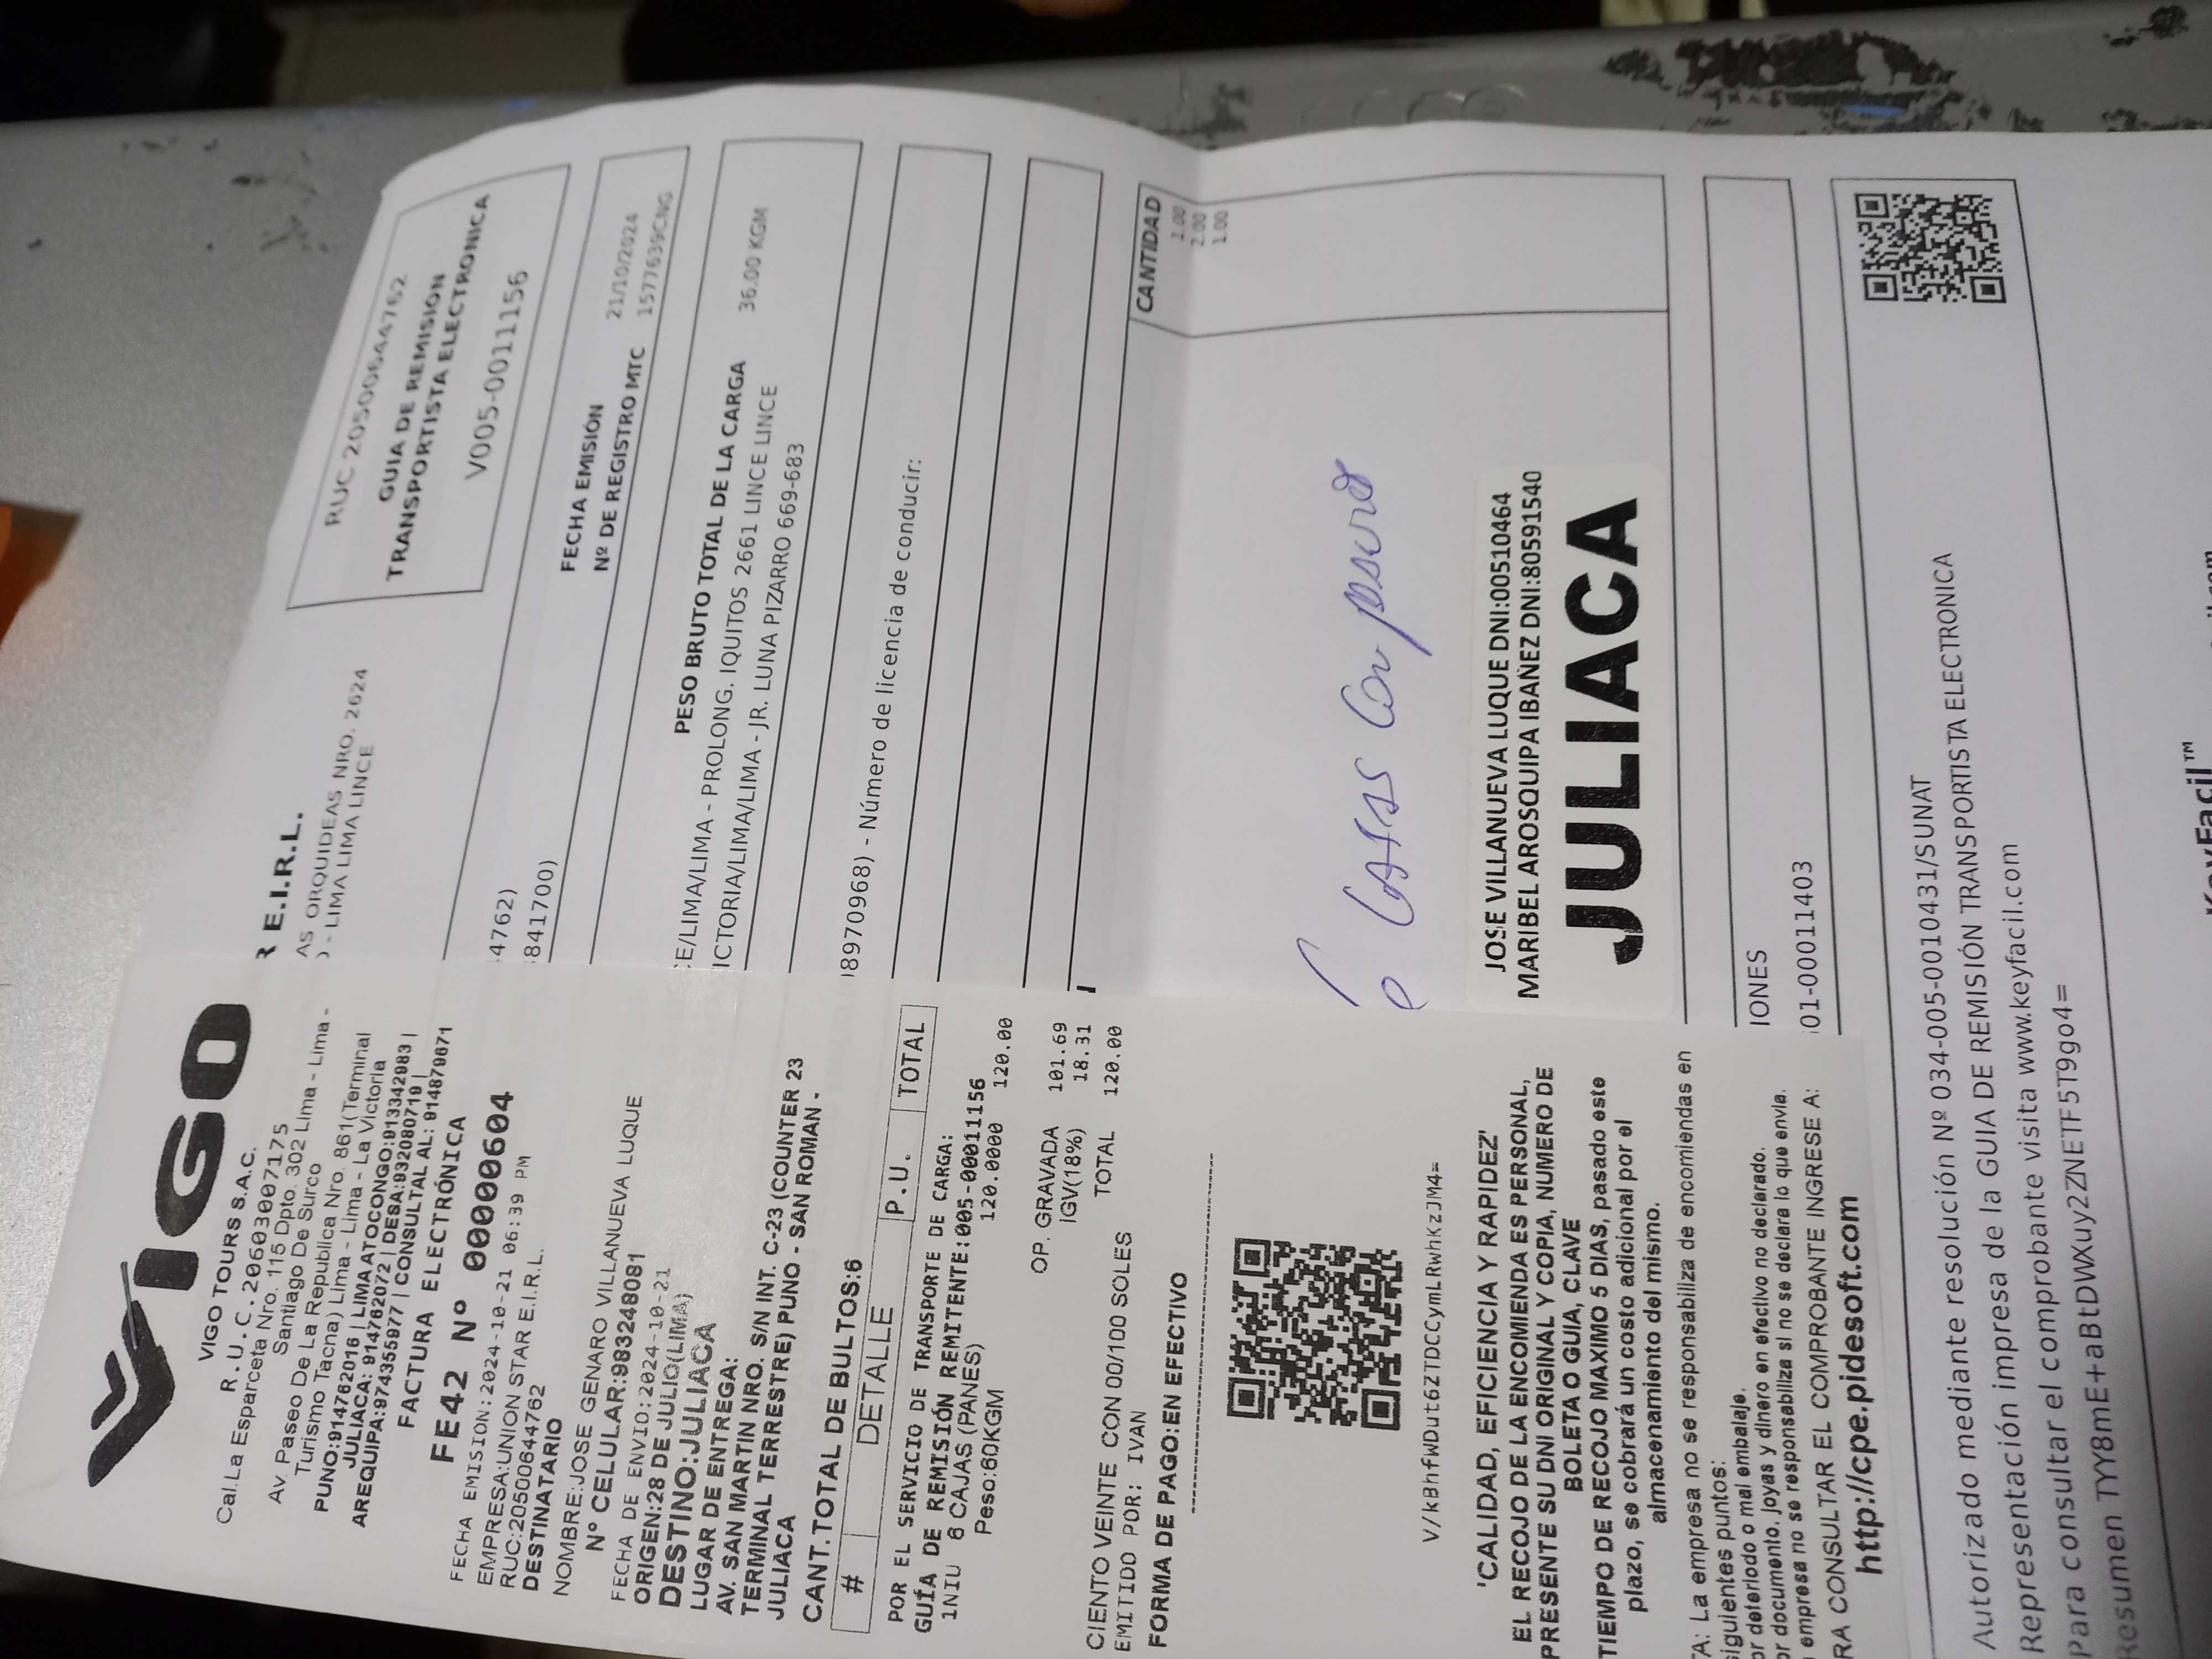 VIGO
VIGO TOURS S.A.C.
R.U.C. 20603007175
Cal.La Esparceta Nro. 115 Dpto. 302 Lima - Lima -
Santiago De Surco
Av. Paseo De La Republica Nro. 861(Terminal
Turismo Tacna) Lima - Lima - La Victoria
PUNO:914762016 | LIMA ATOCONGO:913342983 |
JULIACA: 914762072 | DESA:932080719 |
AREQUIPA:974355977 | CONSULTAL AL: 914879671
FACTURA ELECTRÓNICA
FE42 Nº 00000604
FECHA EMISION:2024-10-21 06:39 PM
EMPRESA:UNION STAR E.I.R.L.
RUC:20500644762
DESTINATARIO
NOMBRE:JOSE GENARO VILLANUEVA LUQUE
Nº CELULAR:983248081
FECHA DE ENVIO:2024-10-21
ORIGEN:28 DE JULIO(LIMA)
DESTINO:JULIACA
LUGAR DE ENTREGA:
AV. SAN MARTIN NRO. S/N INT. C-23 (COUNTER 23
TERMINAL TERRESTRE) PUNO - SAN ROMAN -
JULIACA
CANT.TOTAL DE BULTOS:6
# DETALLE P.U. TOTAL
POR EL SERVICIO DE TRANSPORTE DE CARGA:
GUÍA DE REMISIÓN REMITENTE:005-00011156
1NIU 6 CAJAS (PANES) 120.0000 120.00
Peso:60KGM
OP. GRAVADA 101.69
IGV(18%) 18.31
TOTAL 120.00
CIENTO VEINTE CON 00/100 SOLES
EMITIDO POR: IVAN
FORMA DE PAGO:EN EFECTIVO
V/kBhfWDut6ZTDCCymLRwhKzJM4=
'CALIDAD, EFICIENCIA Y RAPIDEZ'
EL RECOJO DE LA ENCOMIENDA ES PERSONAL,
PRESENTE SU DNI ORIGINAL Y COPIA, NUMERO DE
BOLETA O GUIA, CLAVE
TIEMPO DE RECOJO MAXIMO 5 DIAS, pasado este
plazo, se cobrará un costo adicional por el
almacenamiento del mismo.
TA: La empresa no se responsabiliza de encomiendas en
siguientes puntos:
or deterioro o mal embalaje.
or documento, joyas y dinero en efectivo no declarado.
empresa no se responsabiliza si no se declara lo que envia.
RA CONSULTAR EL COMPROBANTE INGRESE A:
http://cpe.pidesoft.com
R E.I.R.L.
AS ORQUIDEAS NRO. 2624
- LIMA LIMA LINCE
RUC 20500644762
GUIA DE REMISION
TRANSPORTISTA ELECTRONICA
V005-0011156
4762)
841700)
FECHA EMISIÓN 21/10/2024
Nº DE REGISTRO MTC 1577639CNG
PESO BRUTO TOTAL DE LA CARGA 36.00 KGM
CE/LIMA/LIMA - PROLONG. IQUITOS 2661 LINCE LINCE
ICTORIA/LIMA/LIMA - JR. LUNA PIZARRO 669-683
8970968) - Número de licencia de conducir:
CANTIDAD
1.00
2.00
1.00
JOSE VILLANUEVA LUQUE DNI:00510464
MARIBEL AROSQUIPA IBAÑEZ DNI:80591540
JULIACA
IONES
01-00011403
Autorizado mediante resolución Nº 034-005-0010431/SUNAT
Representación impresa de la GUIA DE REMISIÓN TRANSPORTISTA ELECTRONICA
Para consultar el comprobante visita www.keyfacil.com
Resumen TYY8mE+aBtDWXuy2ZNETF5T9go4=